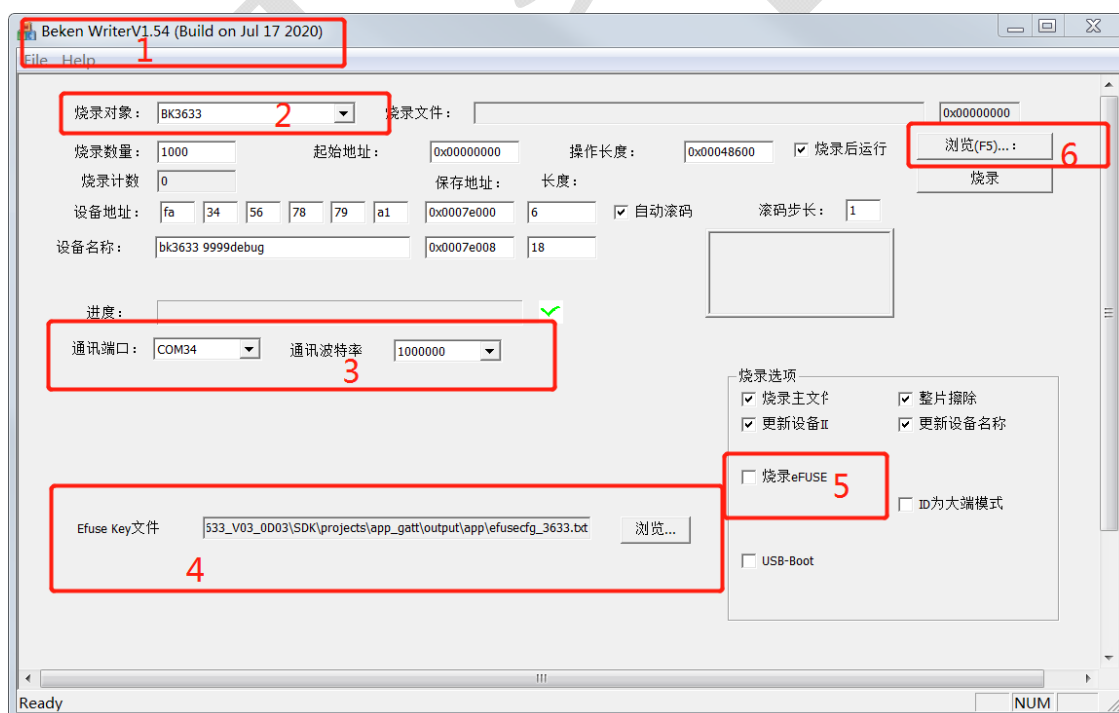 Beken WriterV1.54 (Build on Jul 17 2020)
1
File Help
烧录对象： BK3633 2 烧录文件： 0x00000000
烧录数量： 1000 起始地址： 0x00000000 操作长度： 0x00048600 烧录后运行 浏览(F5)...： 6
烧录计数 0 保存地址： 长度： 烧录
设备地址： fa 34 56 78 79 a1 0x0007e000 6 自动滚码 滚码步长： 1
设备名称： bk3633 9999debug 0x0007e008 18
进度：
通讯端口： COM34 通讯波特率 1000000
3
烧录选项
烧录主文件 整片擦除
更新设备ID 更新设备名称
烧录eFUSE 5
ID为大端模式
Efuse Key文件 533_V03_0D03\SDK\projects\app_gatt\output\app\efusecfg_3633.txt 浏览...
4
USB-Boot
Ready NUM